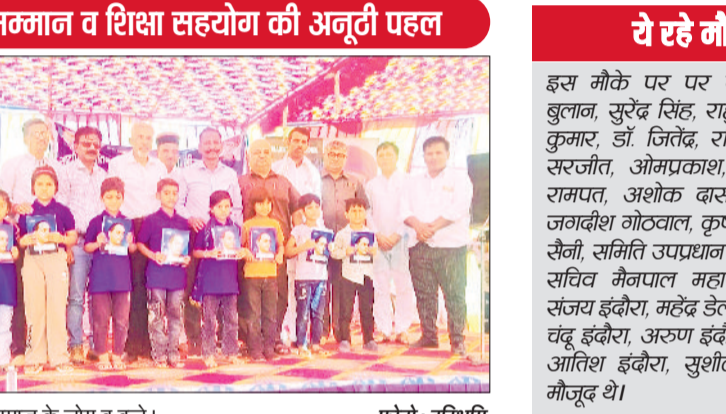 सम्मान व शिक्षा सहयोग की अनूठी पहल
ये रहे
इस मौके पर पर
बुलान, सुरेंद्र सिंह,
कुमार, डॉ. जितेंद्र,
सरजीत, ओमप्रकाश,
रामपत, अशोक
जगदीश गोठवाल,
सैनी, समिति उपप्रधान
सचिव मैनपाल
संजय इंदौरा, महेंद्र
चंदू इंदौरा, अरुण
आतिश इंदौरा,
मौजूद थे।